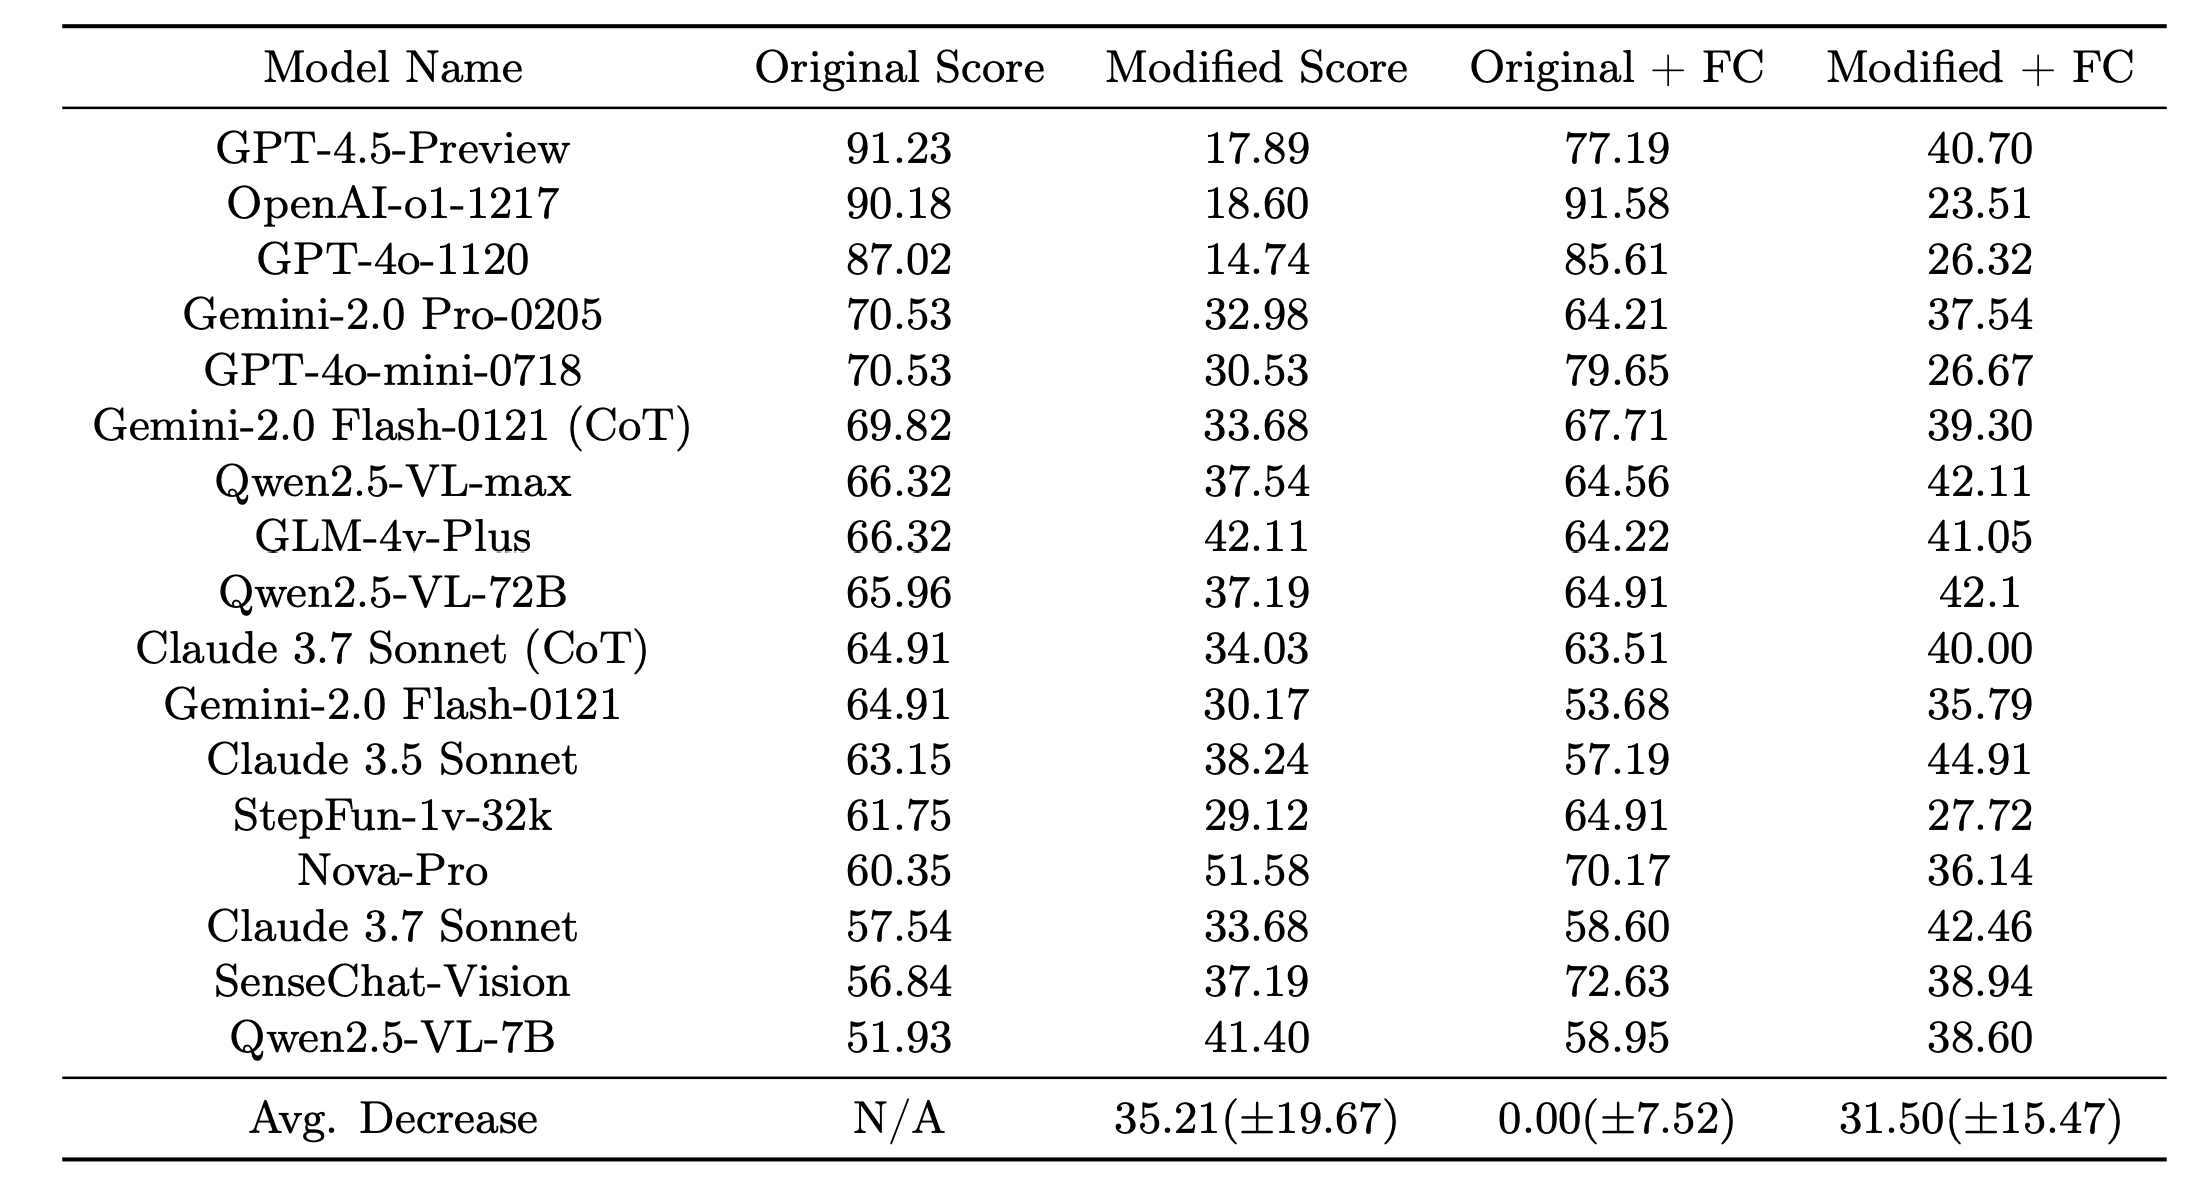 Model Name Original Score Modified Score Original + FC Modified + FC
GPT-4.5-Preview 91.23 17.89 77.19 40.70
OpenAI-o1-1217 90.18 18.60 91.58 23.51
GPT-4o-1120 87.02 14.74 85.61 26.32
Gemini-2.0 Pro-0205 70.53 32.98 64.21 37.54
GPT-4o-mini-0718 70.53 30.53 79.65 26.67
Gemini-2.0 Flash-0121 (CoT) 69.82 33.68 67.71 39.30
Qwen2.5-VL-max 66.32 37.54 64.56 42.11
GLM-4v-Plus 66.32 42.11 64.22 41.05
Qwen2.5-VL-72B 65.96 37.19 64.91 42.1
Claude 3.7 Sonnet (CoT) 64.91 34.03 63.51 40.00
Gemini-2.0 Flash-0121 64.91 30.17 53.68 35.79
Claude 3.5 Sonnet 63.15 38.24 57.19 44.91
StepFun-1v-32k 61.75 29.12 64.91 27.72
Nova-Pro 60.35 51.58 70.17 36.14
Claude 3.7 Sonnet 57.54 33.68 58.60 42.46
SenseChat-Vision 56.84 37.19 72.63 38.94
Qwen2.5-VL-7B 51.93 41.40 58.95 38.60
Avg. Decrease N/A 35.21(±19.67) 0.00(±7.52) 31.50(±15.47)